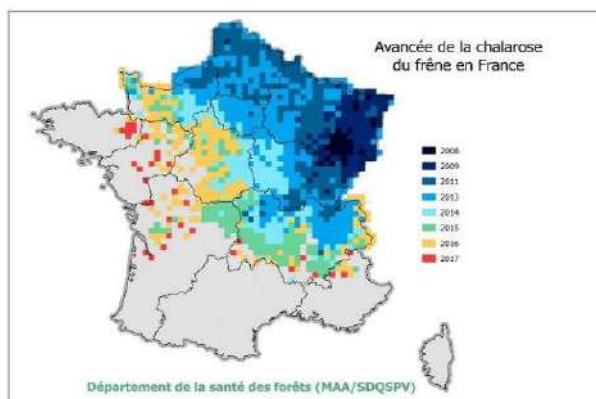 Avancée de la chalarose
du frêne en France
2008
2009
2011
2013
2014
2015
2016
2017
Département de la santé des forêts (MAA/SDQSPV)